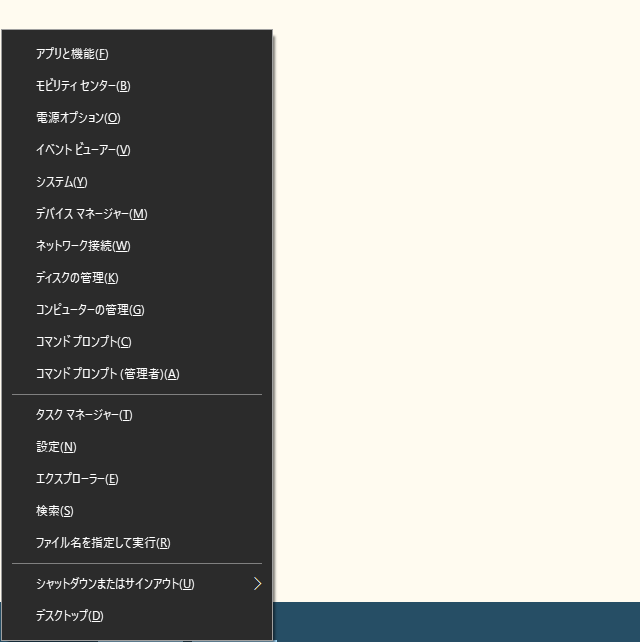 アプリと機能(F)
モビリティ センター(B)
電源オプション(O)
イベント ビューアー(V)
システム(Y)
デバイス マネージャー(M)
ネットワーク接続(W)
ディスクの管理(K)
コンピューターの管理(G)
コマンド プロンプト(C)
コマンド プロンプト (管理者)(A)
タスク マネージャー(T)
設定(N)
エクスプローラー(E)
検索(S)
ファイル名を指定して実行(R)
シャットダウンまたはサインアウト(U)
デスクトップ(D)